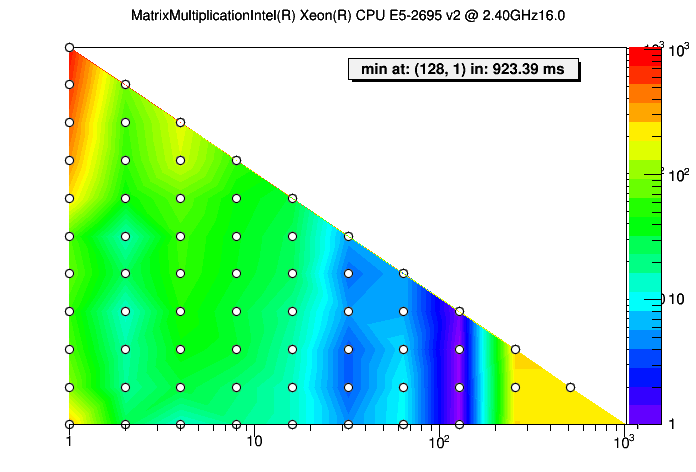 MatrixMultiplicationIntel(R) Xeon(R) CPU E5-2695 v2 @ 2.40GHz16.0
min at: (128, 1) in: 923.39 ms
10³ 10³
10²
10
1
1 10 10² 10³